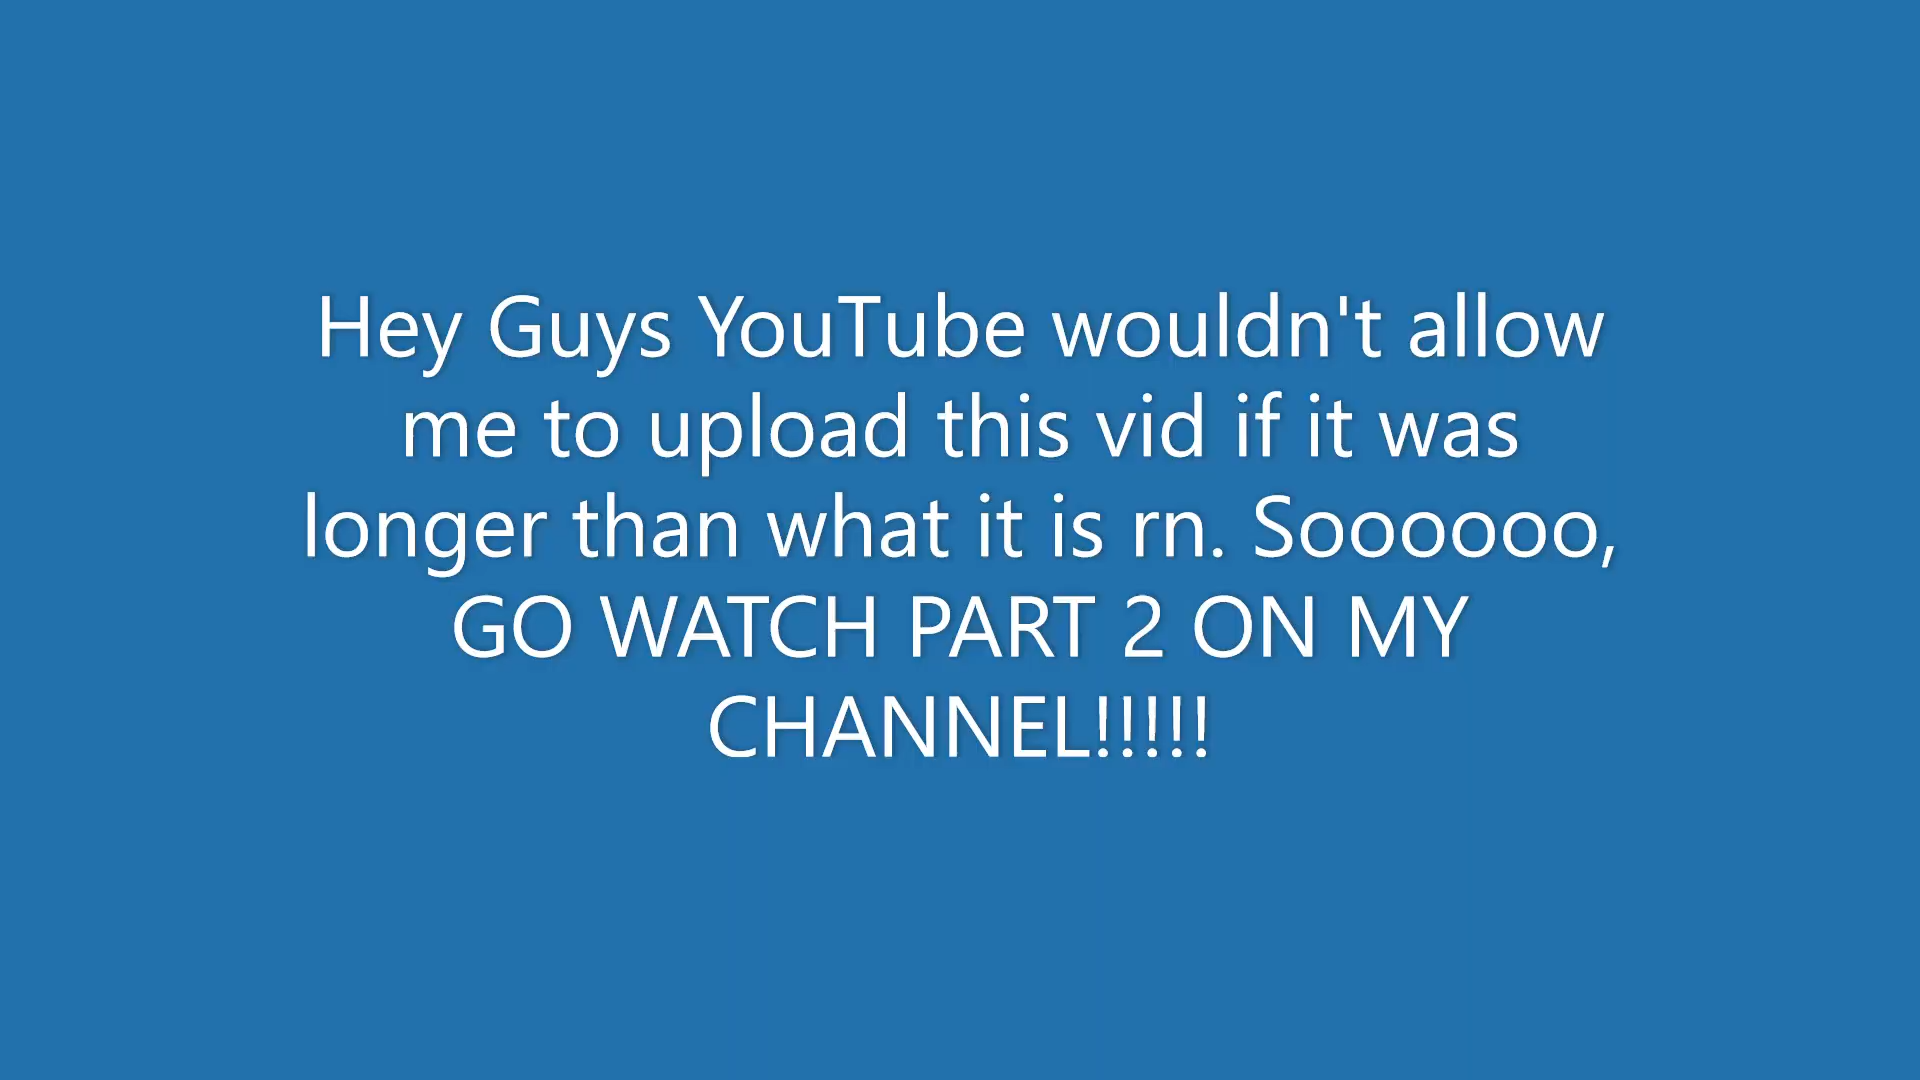 Hey Guys YouTube wouldn't allow
me to upload this vid if it was
longer than what it is rn. Soooooo,
GO WATCH PART 2 ON MY
CHANNEL!!!!!